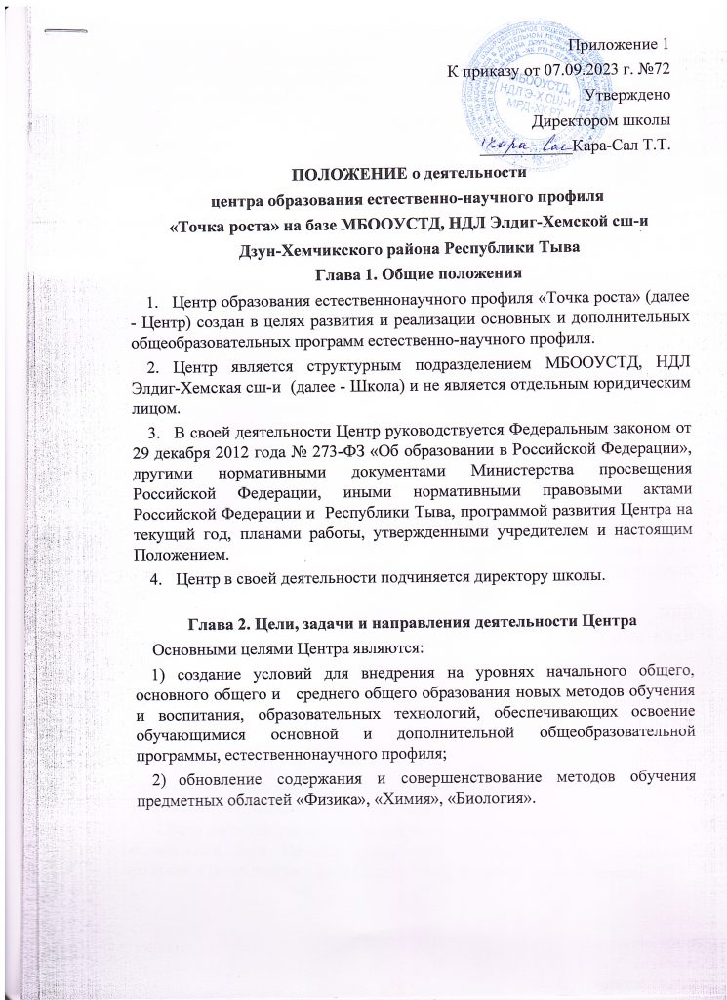 Приложение 1
К приказу от 07.09.2023 г. №72
Утверждено
Директором школы
Кара-Сал Т.Т.
МБООУСТД,
НДЛ Э-Х СШ-И
МРД-ХК РТ
ПОЛОЖЕНИЕ о деятельности
центра образования естественно-научного профиля
«Точка роста» на базе МБООУСТД, НДЛ Элдиг-Хемской сш-и
Дзун-Хемчикского района Республики Тыва
Глава 1. Общие положения
1. Центр образования естественнонаучного профиля «Точка роста» (далее
- Центр) создан в целях развития и реализации основных и дополнительных
общеобразовательных программ естественно-научного профиля.
2. Центр является структурным подразделением МБООУСТД, НДЛ
Элдиг-Хемская сш-и (далее - Школа) и не является отдельным юридическим
лицом.
3. В своей деятельности Центр руководствуется Федеральным законом от
29 декабря 2012 года № 273-ФЗ «Об образовании в Российской Федерации»,
другими нормативными документами Министерства просвещения
Российской Федерации, иными нормативными правовыми актами
Российской Федерации и Республики Тыва, программой развития Центра на
текущий год, планами работы, утвержденными учредителем и настоящим
Положением.
4. Центр в своей деятельности подчиняется директору школы.
Глава 2. Цели, задачи и направления деятельности Центра
Основными целями Центра являются:
1) создание условий для внедрения на уровнях начального общего,
основного общего и среднего общего образования новых методов обучения
и воспитания, образовательных технологий, обеспечивающих освоение
обучающимися основной и дополнительной общеобразовательной
программы, естественнонаучного профиля;
2) обновление содержания и совершенствование методов обучения
предметных областей «Физика», «Химия», «Биология».